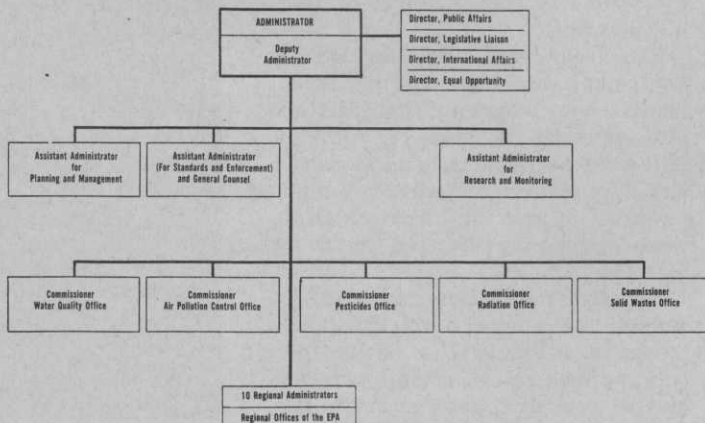 ADMINISTRATOR
Deputy
Administrator
Director, Public Affairs
Director, Legislative Liaison
Director, International Affairs
Director, Equal Opportunity
Assistant Administrator
for
Planning and Management
Assistant Administrator
(For Standards and Enforcement)
and General Counsel
Assistant Administrator
for
Research and Monitoring
Commissioner
Water Quality Office
Commissioner
Air Pollution Control Office
Commissioner
Pesticides Office
Commissioner
Radiation Office
Commissioner
Solid Wastes Office
10 Regional Administrators
Regional Offices of the EPA